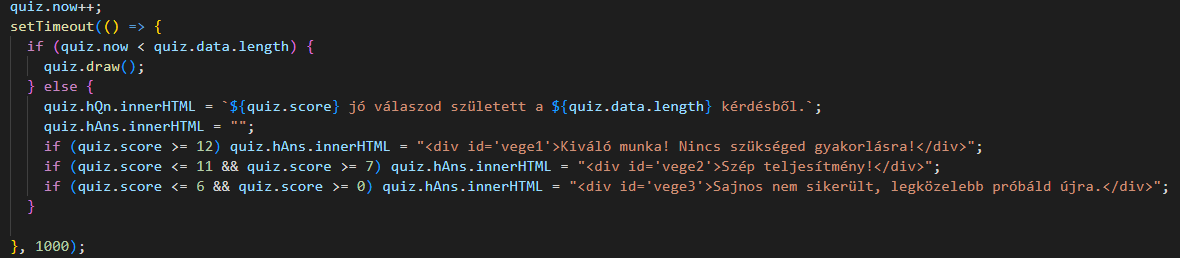 quiz.now++;
setTimeout(() => {
if (quiz.now < quiz.data.length) {
quiz.draw();
} else {
quiz.hQn.innerHTML = `${quiz.score} jó válaszod született a ${quiz.data.length} kérdésből.`;
quiz.hAns.innerHTML = "";
if (quiz.score >= 12) quiz.hAns.innerHTML = "<div id='vege1'>Kiváló munka! Nincs szükséged gyakorlásra!</div>";
if (quiz.score <= 11 && quiz.score >= 7) quiz.hAns.innerHTML = "<div id='vege2'>Szép teljesítmény!</div>";
if (quiz.score <= 6 && quiz.score >= 0) quiz.hAns.innerHTML = "<div id='vege3'>Sajnos nem sikerült, legközelebb próbáld újra.</div>";
}
}, 1000);